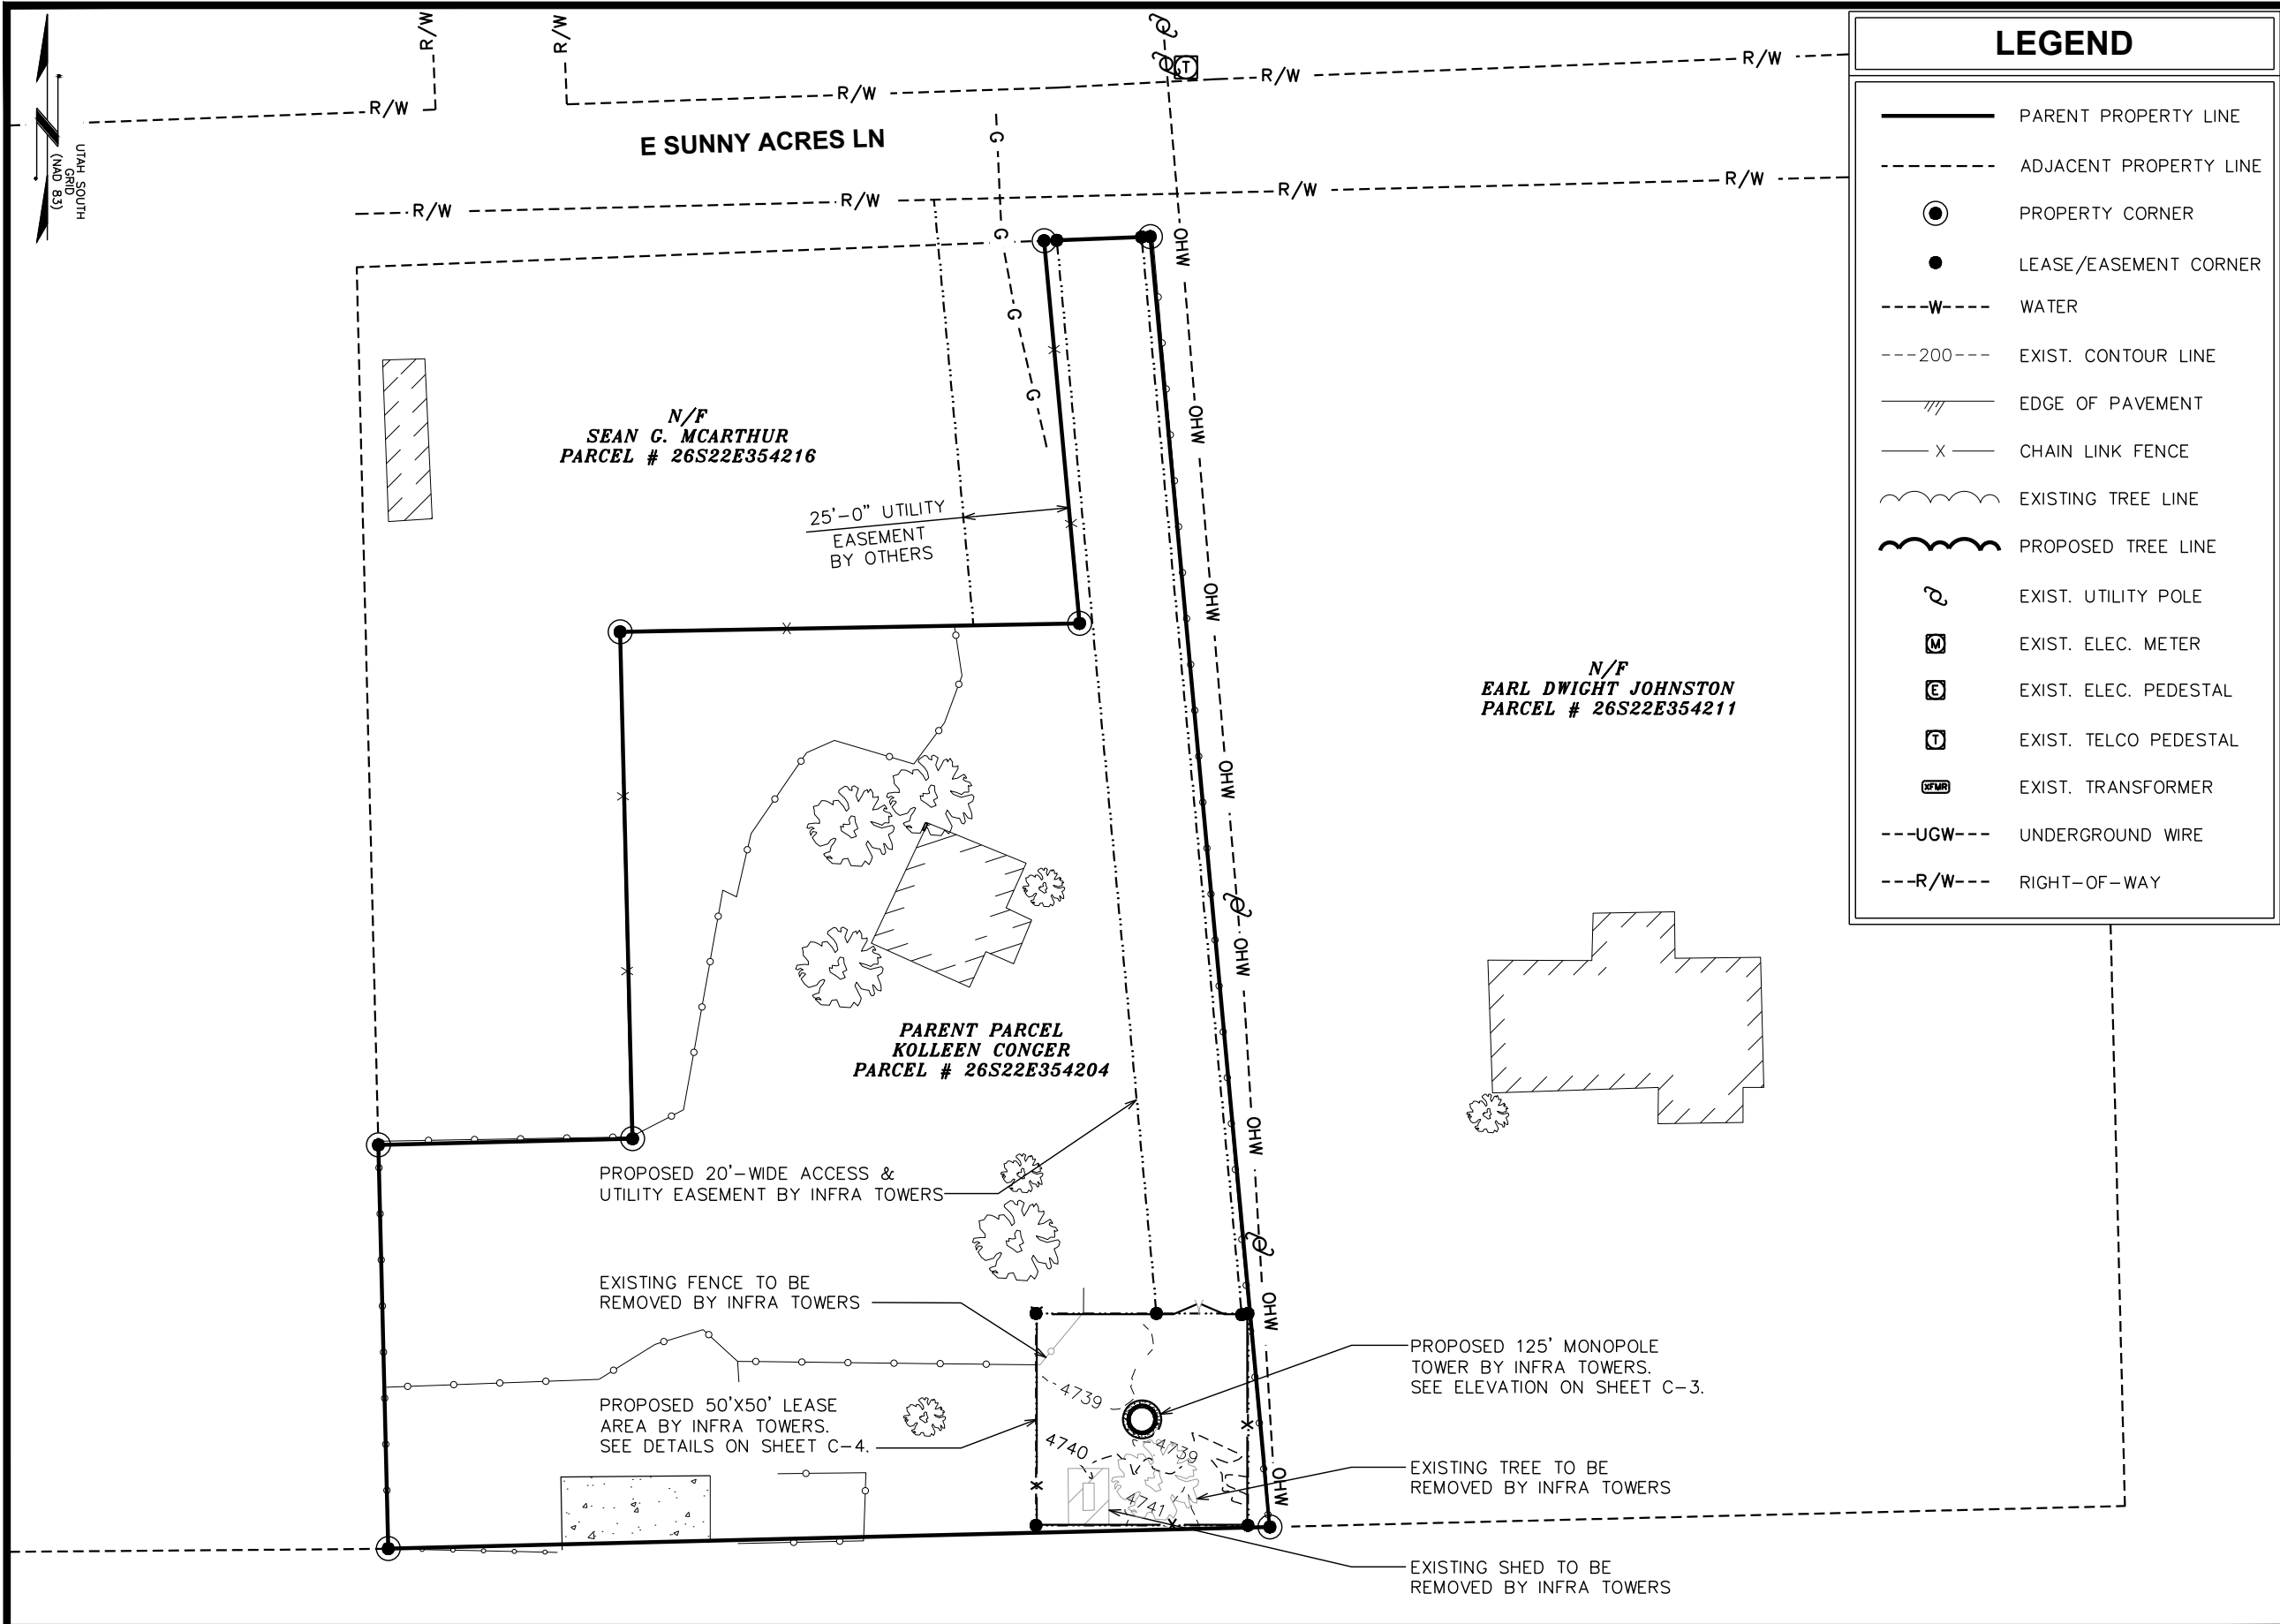 R/W
R/W
R/W
R/W
R/W
R/W
T
E SUNNY ACRES LN
UTAH SOUTH
GRID
(NAD 83)
R/W
R/W
R/W
R/W
G
G
G
G
OHW
OHW
OHW
OHW
OHW
OHW
OHW
OHW
N/F
SEAN G. MCARTHUR
PARCEL # 26S22E354216
25'-0" UTILITY
EASEMENT
BY OTHERS
N/F
EARL DWIGHT JOHNSTON
PARCEL # 26S22E354211
PARENT PARCEL
KOLLEEN CONGER
PARCEL # 26S22E354204
PROPOSED 20'-WIDE ACCESS &
UTILITY EASEMENT BY INFRA TOWERS
EXISTING FENCE TO BE
REMOVED BY INFRA TOWERS
PROPOSED 50'X50' LEASE
AREA BY INFRA TOWERS.
SEE DETAILS ON SHEET C-4.
4739
4740
4739
4741
PROPOSED 125' MONOPOLE
TOWER BY INFRA TOWERS.
SEE ELEVATION ON SHEET C-3.
EXISTING TREE TO BE
REMOVED BY INFRA TOWERS
EXISTING SHED TO BE
REMOVED BY INFRA TOWERS
LEGEND
PARENT PROPERTY LINE
ADJACENT PROPERTY LINE
PROPERTY CORNER
LEASE/EASEMENT CORNER
W WATER
200 EXIST. CONTOUR LINE
EDGE OF PAVEMENT
X CHAIN LINK FENCE
EXISTING TREE LINE
PROPOSED TREE LINE
EXIST. UTILITY POLE
M EXIST. ELEC. METER
E EXIST. ELEC. PEDESTAL
T EXIST. TELCO PEDESTAL
XFMR EXIST. TRANSFORMER
UGW UNDERGROUND WIRE
R/W RIGHT-OF-WAY